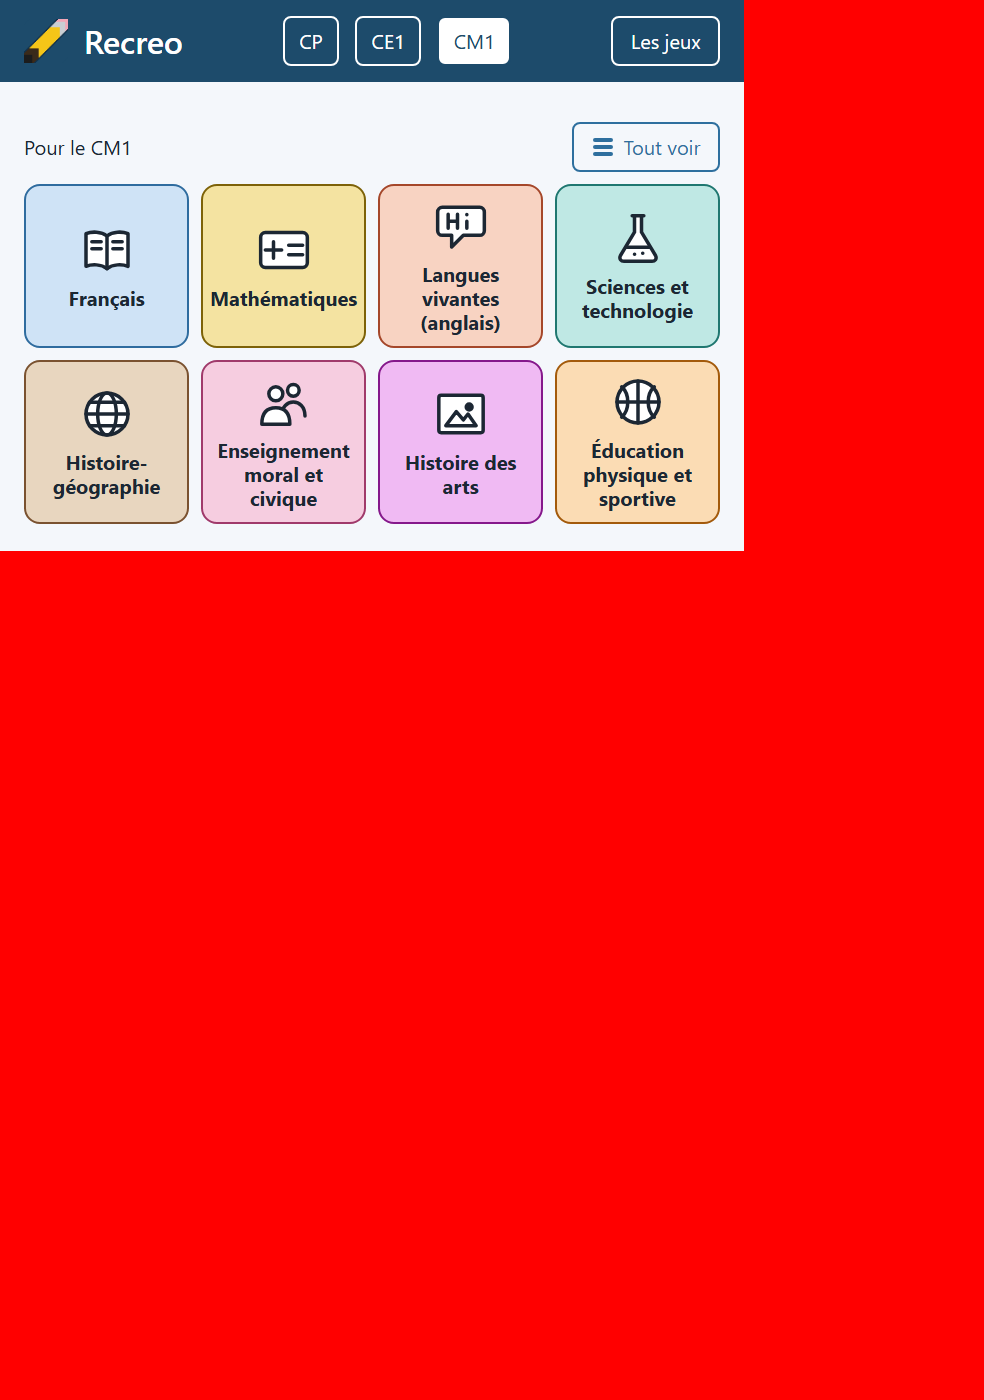 Recreo
CP
CE1
CM1
Les jeux
Pour le CM1
Tout voir
Français
Mathématiques
Hi
Langues
vivantes
(anglais)
Sciences et
technologie
Histoire-
géographie
Enseignement
moral et
civique
Histoire des
arts
Éducation
physique et
sportive